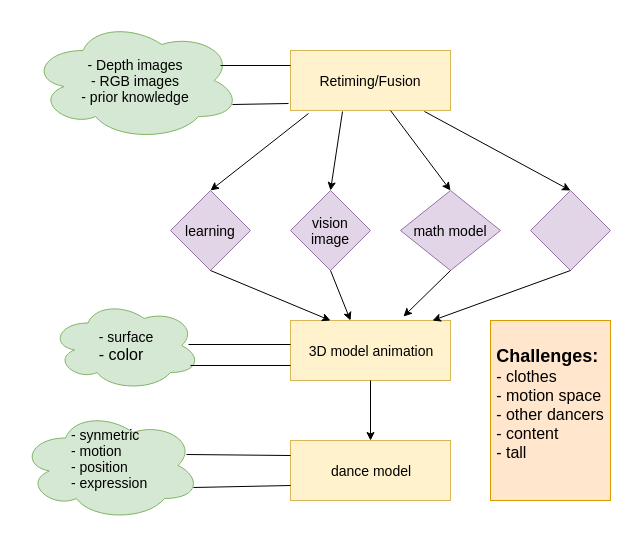 - Depth images
- RGB images
- prior knowledge
Retiming/Fusion
learning
vision
image
math model
- surface
- color
3D model animation
Challenges:
- clothes
- motion space
- other dancers
- content
- tall
- synmetric
- motion
- position
- expression
dance model